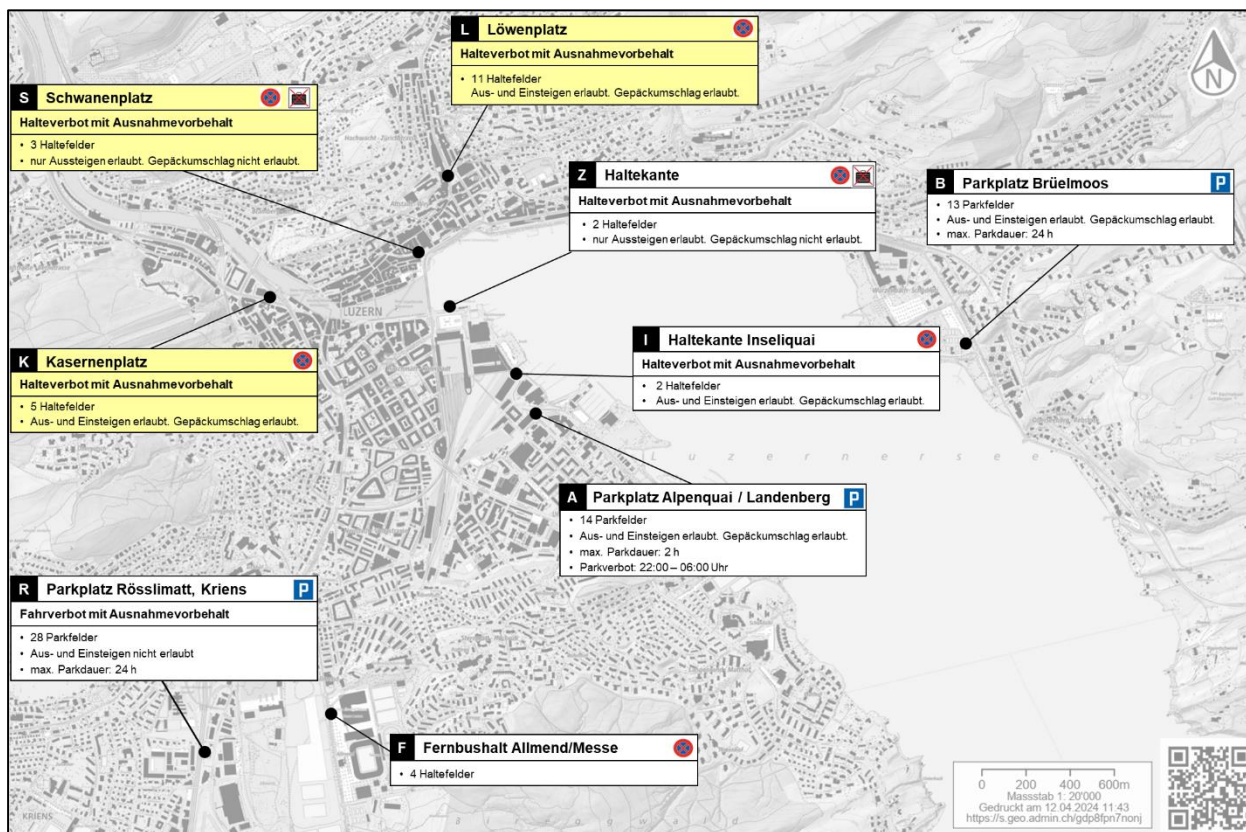 L Löwenplatz
Halteverbot mit Ausnahmevorbehalt
• 11 Haltefelder
Aus- und Einsteigen erlaubt. Gepäckumschlag erlaubt.
N
S Schwanenplatz
Halteverbot mit Ausnahmevorbehalt
• 3 Haltefelder
• nur Aussteigen erlaubt. Gepäckumschlag nicht erlaubt.
Z Haltekante
Halteverbot mit Ausnahmevorbehalt
• 2 Haltefelder
• nur Aussteigen erlaubt. Gepäckumschlag nicht erlaubt.
B Parkplatz Brüelmoos P
• 13 Parkfelder
• Aus- und Einsteigen erlaubt. Gepäckumschlag erlaubt.
• max. Parkdauer: 24 h
LUZERN
K Kasernenplatz
Halteverbot mit Ausnahmevorbehalt
• 5 Haltefelder
• Aus- und Einsteigen erlaubt. Gepäckumschlag erlaubt.
I Haltekante Inseliquai
Halteverbot mit Ausnahmevorbehalt
• 2 Haltefelder
• Aus- und Einsteigen erlaubt. Gepäckumschlag erlaubt.
Luzernersee
A Parkplatz Alpenquai / Landenberg P
• 14 Parkfelder
• Aus- und Einsteigen erlaubt. Gepäckumschlag erlaubt.
• max. Parkdauer: 2 h
• Parkverbot: 22:00 – 06:00 Uhr
R Parkplatz Rösslimatt, Kriens P
Fahrverbot mit Ausnahmevorbehalt
• 28 Parkfelder
• Aus- und Einsteigen nicht erlaubt
• max. Parkdauer: 24 h
F Fernbushalt Allmend/Messe
• 4 Haltefelder
KRIENS
Biregwald
0 200 400 600m
Massstab 1: 20'000
Gedruckt am 12.04.2024 11:43
https://s.geo.admin.ch/gdp8fpn7nonj